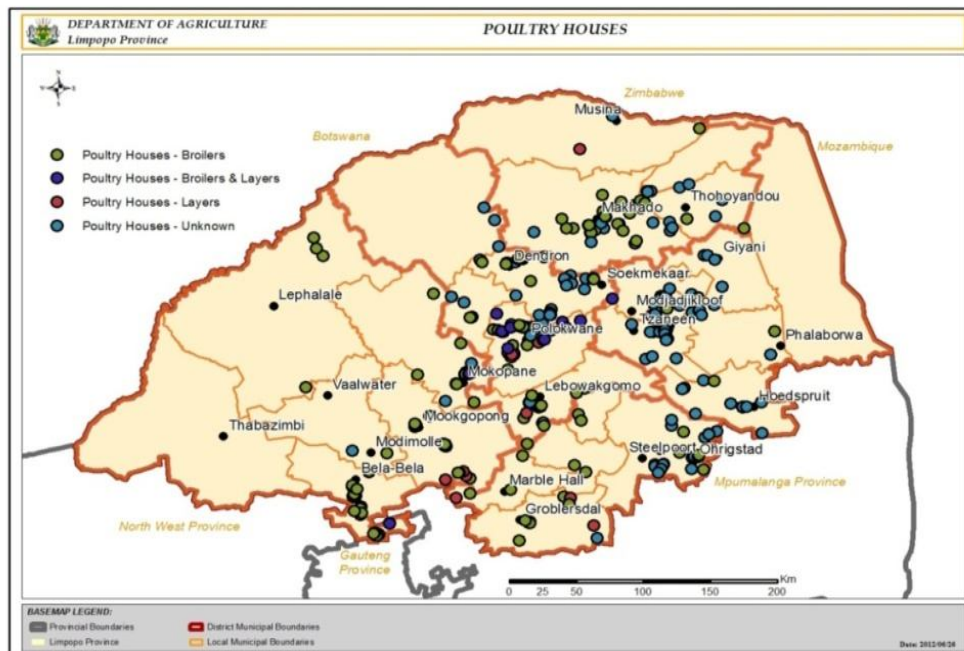 DEPARTMENT OF AGRICULTURE
Limpopo Province
POULTRY HOUSES
Zimbabwe
Musina
Botswana
Mozambique
Poultry Houses - Broilers
Poultry Houses - Broilers & Layers
Poultry Houses - Layers
Poultry Houses - Unknown
Thohoyandou
Makhado
Giyani
Dendron
Soekmekaar
Lephalale
Modjadjikloof
Tzaneen
Polokwane
Phalaborwa
Mokopane
Vaalwater
Lebowakgomo
Hoedspruit
Mookgopong
Thabazimbi
Modimolle
Steelpoort
Ohrigstad
Bela-Bela
Marble Hall
Mpumalanga Province
Groblersdal
North West Province
Gauteng
Province
Km
0 25 50 100 150 200
BASEMAP LEGEND:
Provincial Boundaries
District Municipal Boundaries
Limpopo Province
Local Municipal Boundaries
Date: 2012/06/26